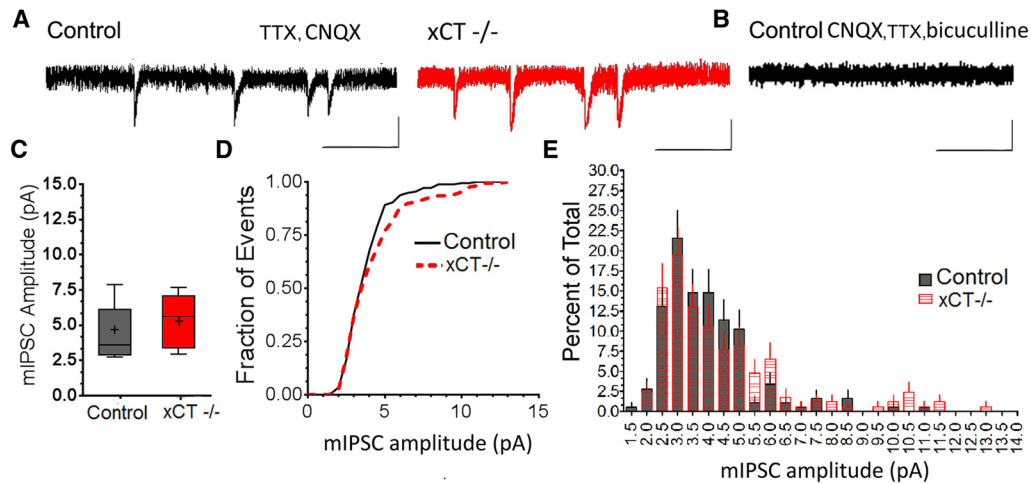 A
Control
TTX, CNQX
xCT -/-
B
Control CNQX,TTX,bicuculline
C
mIPSC Amplitude (pA)
15.0
12.5
10.0
7.5
5.0
2.5
0.0
Control
xCT -/-
D
Fraction of Events
1.00
0.75
0.50
0.25
0.00
Control
xCT-/-
0
5
10
15
mIPSC amplitude (pA)
E
Percent of Total
30.0
27.5
25.0
22.5
20.0
17.5
15.0
12.5
10.0
7.5
5.0
2.5
0.0
Control
xCT-/-
1.5
2.0
2.5
3.0
3.5
4.0
4.5
5.0
5.5
6.0
6.5
7.0
7.5
8.0
8.5
9.0
9.5
10.0
10.5
11.0
11.5
12.0
12.5
13.0
13.5
14.0
mIPSC amplitude (pA)